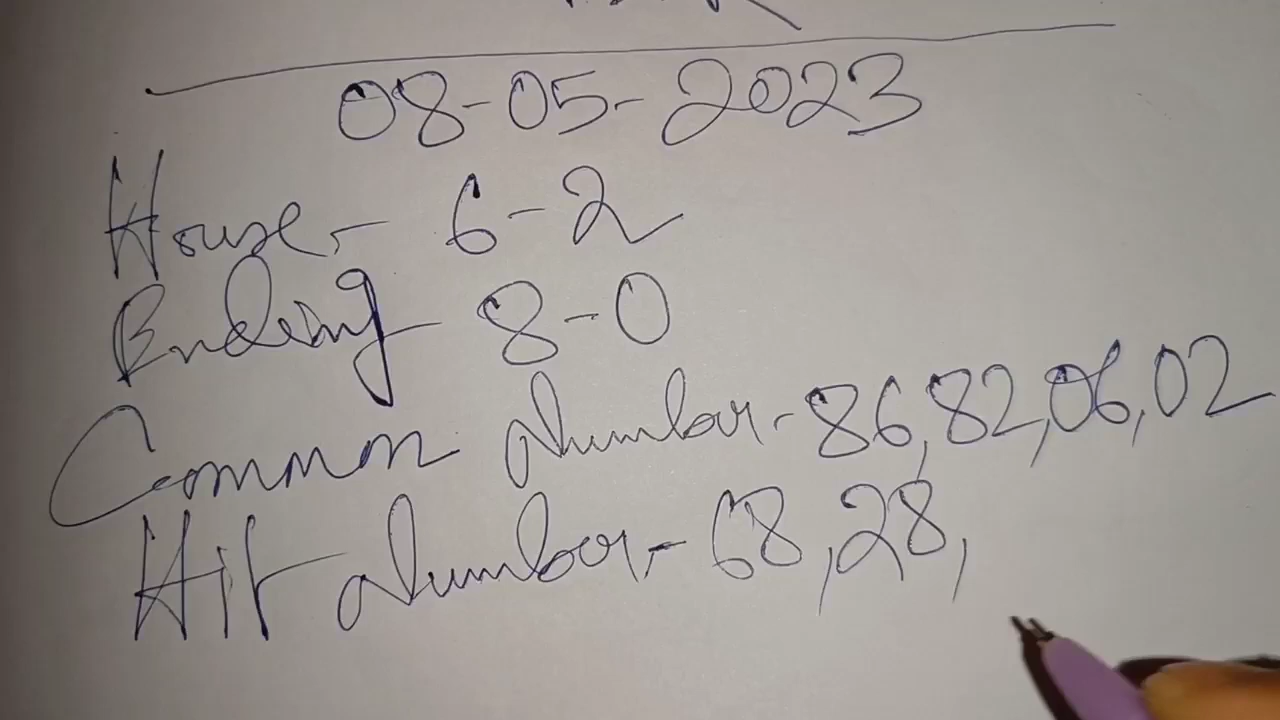 08-05-2023
House - 6-2
Ending - 8-0
Common Number - 86,82,06,02
Hit Number - 68,28,